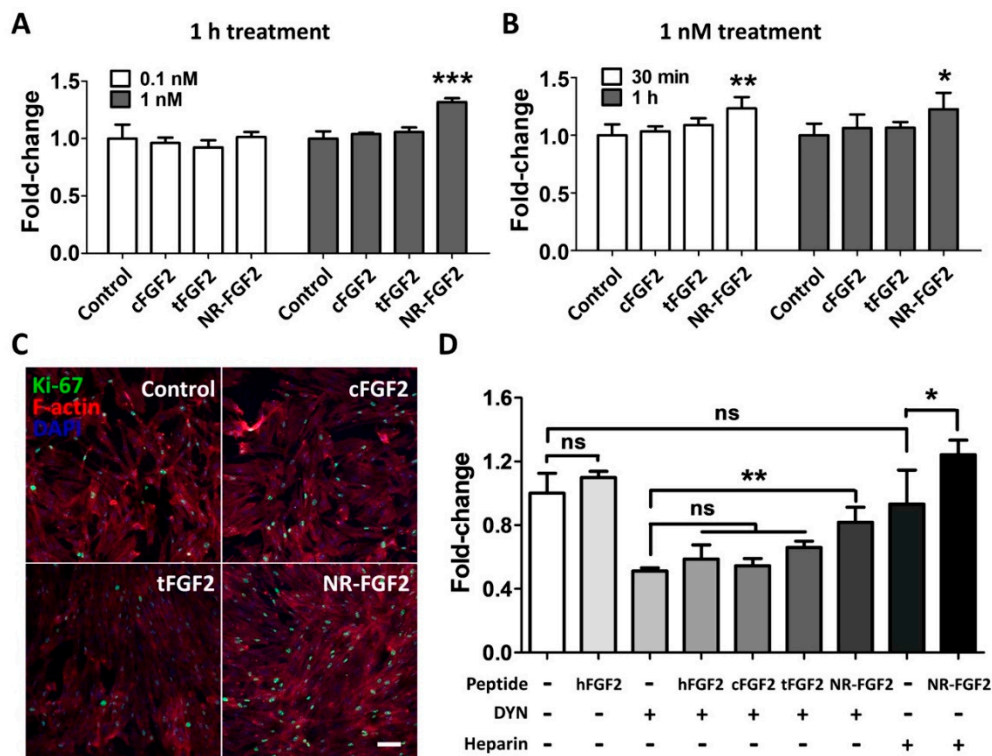 A
1 h treatment
Fold-change
1.5
1.0
0.5
0.0
0.1 nM
1 nM
***
Control cFGF2 tFGF2 NR-FGF2 Control cFGF2 tFGF2 NR-FGF2
B
1 nM treatment
Fold-change
1.5
1.0
0.5
0.0
30 min
1 h
** *
Control cFGF2 tFGF2 NR-FGF2 Control cFGF2 tFGF2 NR-FGF2
C
Ki-67
F-actin
DAPI
Control
cFGF2
tFGF2
NR-FGF2
D
Fold-change
1.6
1.2
0.8
0.4
0.0
*
ns
ns
**
ns
Peptide - hFGF2 - hFGF2 cFGF2 tFGF2 NR-FGF2 - NR-FGF2
DYN - - + + + + + - -
Heparin - - - - - - - + +